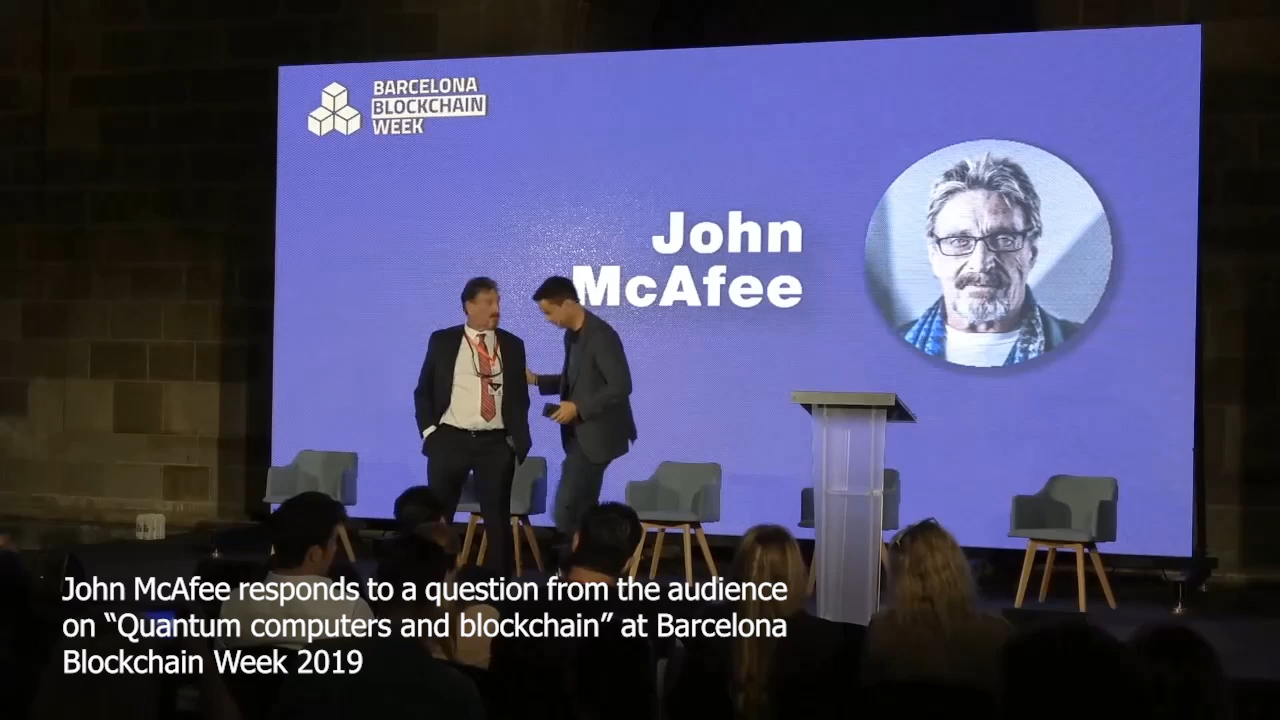 BARCELONA
BLOCKCHAIN
WEEK
John
McAfee
John McAfee responds to a question from the audience
on “Quantum computers and blockchain” at Barcelona
Blockchain Week 2019